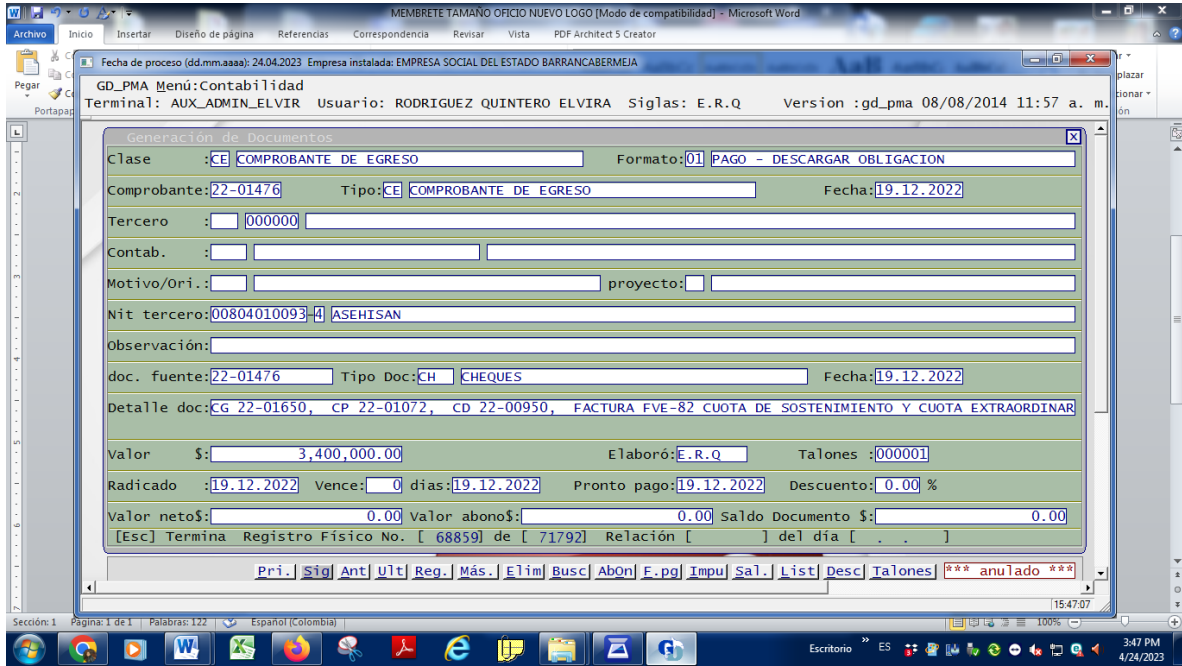 MEMBRETE TAMAÑO OFICIO NUEVO LOGO [Modo de compatibilidad] - Microsoft Word
Archivo Inicio Insertar Diseño de página Referencias Correspondencia Revisar Vista PDF Architect 5 Creator
Pegar
Portapap
Fecha de proceso (dd.mm.aaaa): 24.04.2023 Empresa instalada: EMPRESA SOCIAL DEL ESTADO BARRANCABERMEJA
GD_PMA Menú:Contabilidad
Terminal: AUX_ADMIN_ELVIR Usuario: RODRIGUEZ QUINTERO ELVIRA Siglas: E.R.Q Version :gd_pma 08/08/2014 11:57 a. m.
Generación de Documentos
Clase :CE COMPROBANTE DE EGRESO Formato:01 PAGO - DESCARGAR OBLIGACION
Comprobante:22-01476 Tipo:CE COMPROBANTE DE EGRESO Fecha:19.12.2022
Tercero : 000000
Contab. :
Motivo/Ori.: proyecto:
Nit tercero:00804010093-4 ASEHISAN
Observación:
doc. fuente:22-01476 Tipo Doc:CH CHEQUES Fecha:19.12.2022
Detalle doc:CG 22-01650, CP 22-01072, CD 22-00950, FACTURA FVE-82 CUOTA DE SOSTENIMIENTO Y CUOTA EXTRAORDINAR
Valor $: 3,400,000.00 Elaboró:E.R.Q Talones :000001
Radicado :19.12.2022 Vence: 0 dias:19.12.2022 Pronto pago:19.12.2022 Descuento: 0.00 %
Valor neto$: 0.00 Valor abono$: 0.00 Saldo Documento $: 0.00
[Esc] Termina Registro Físico No. [ 68859] de [ 71792] Relación [ ] del día [ . . ]
Pri. Sig Ant Ult Reg. Más. Elim Busc AbOn F.pg Impu Sal. List Desc Talones *** anulado ***
15:47:07
Sección: 1 Página: 1 de 1 Palabras: 122 Español (Colombia) 100%
Escritorio ES 3:47 PM
4/24/2023